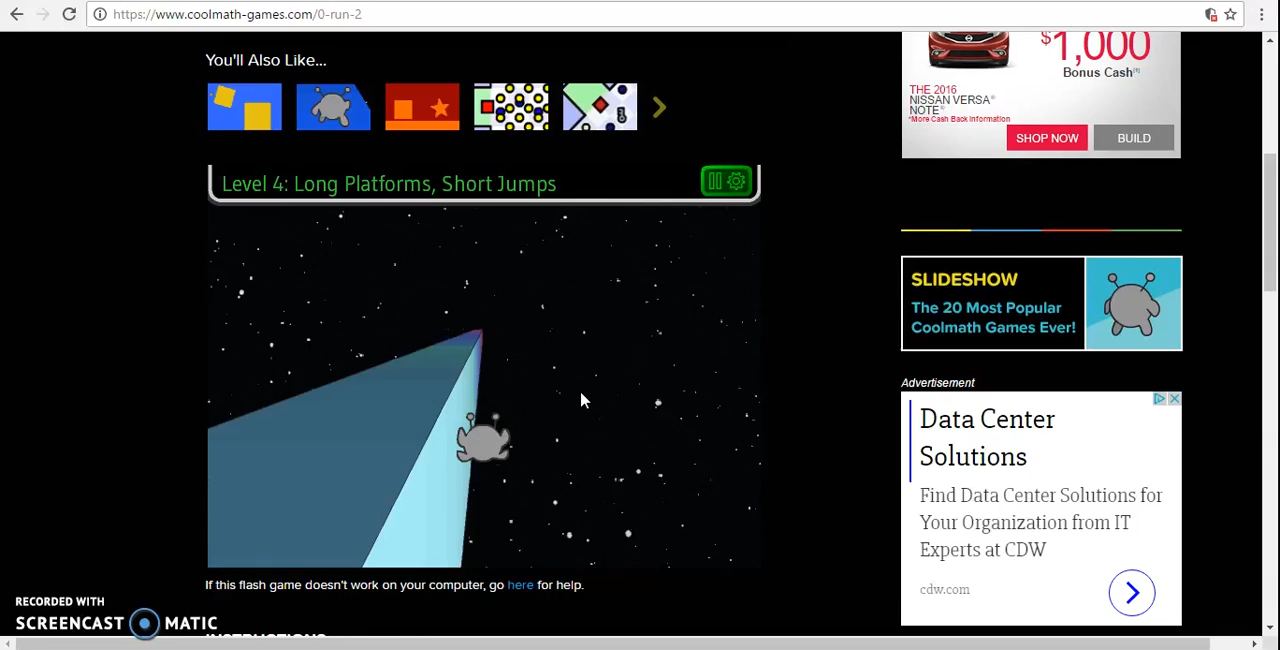 https://www.coolmath-games.com/0-run-2
You'll Also Like...
$1,000
Bonus Cash[1]
THE 2016
NISSAN VERSA®
NOTE®
*More Cash Back Information
SHOP NOW
BUILD
Level 4: Long Platforms, Short Jumps
SLIDESHOW
The 20 Most Popular
Coolmath Games Ever!
Advertisement
Data Center
Solutions
Find Data Center Solutions for
Your Organization from IT
Experts at CDW
cdw.com
If this flash game doesn't work on your computer, go here for help.
RECORDED WITH
SCREENCAST MATIC
INSTRUCTIONS